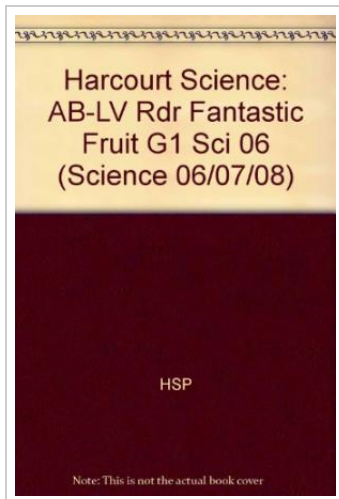 Harcourt Science:
AB-LV Rdr Fantastic
Fruit G1 Sci 06
(Science 06/07/08)
HSP
Note: This is not the actual book cover